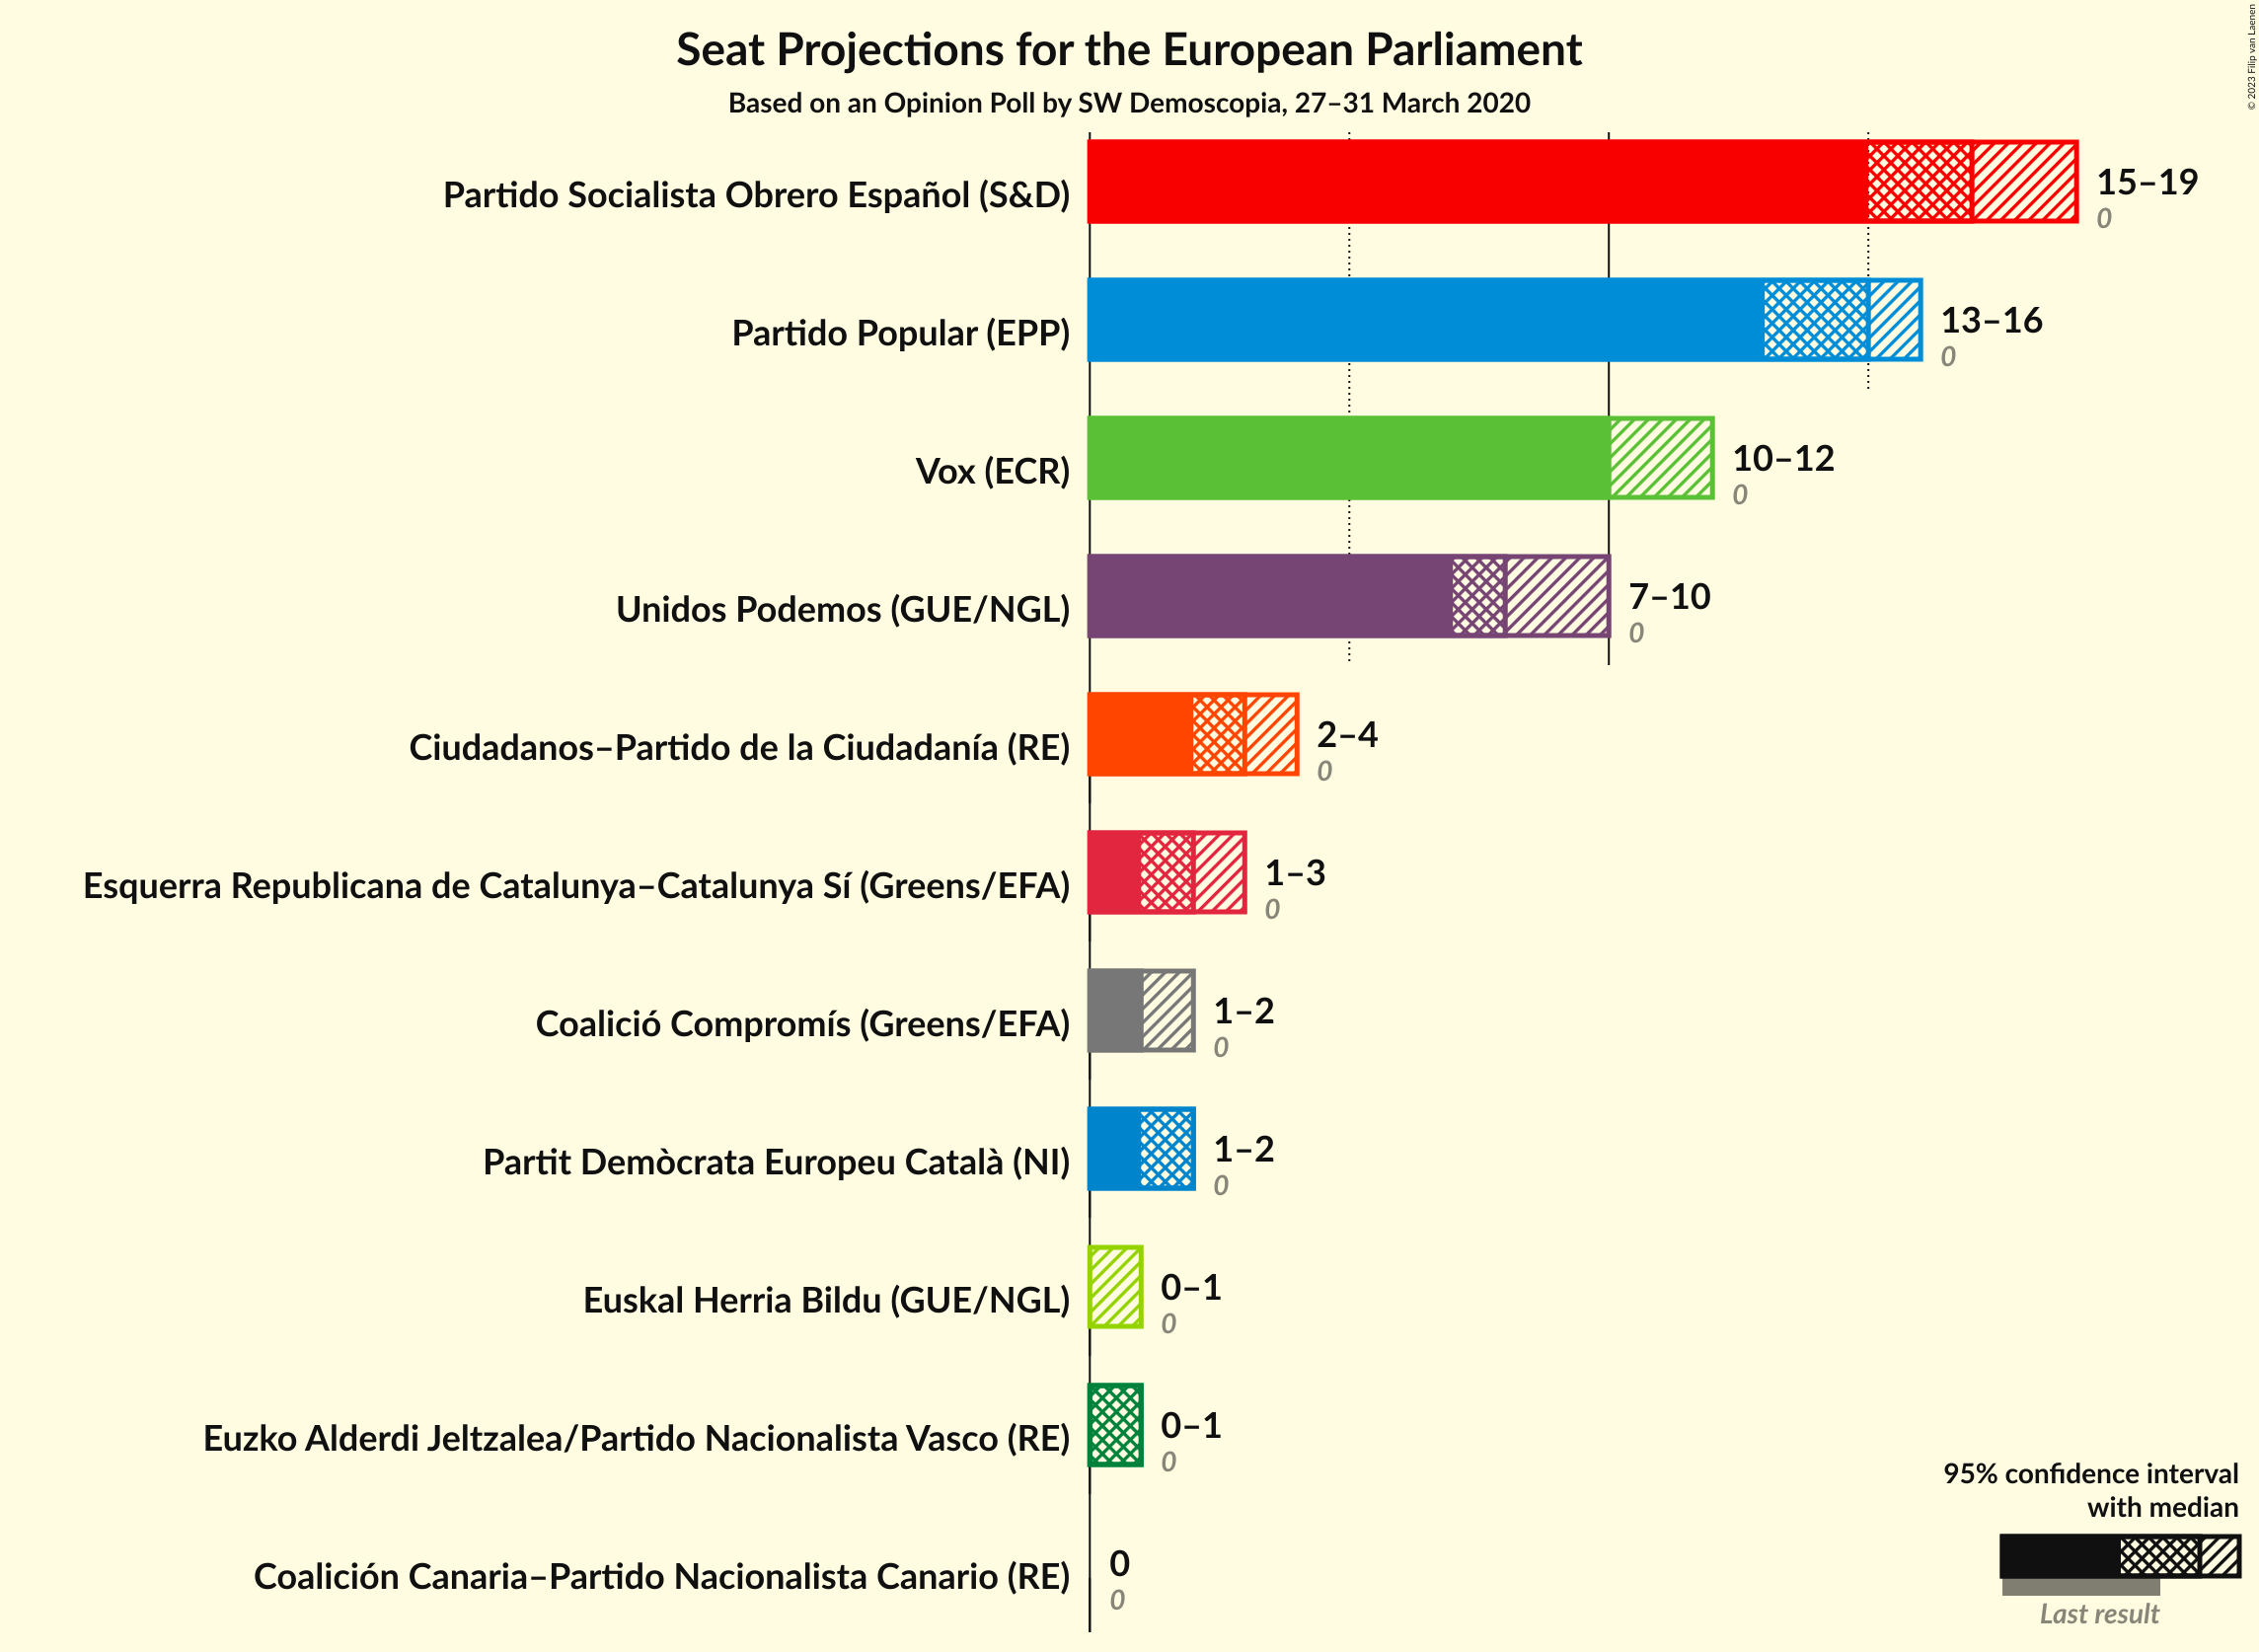 Seat Projections for the European Parliament
Based on an Opinion Poll by SW Demoscopia, 27–31 March 2020
© 2023 Filip van Laenen
Partido Socialista Obrero Español (S&D)
15–19
0
Partido Popular (EPP)
13–16
0
Vox (ECR)
10–12
0
Unidos Podemos (GUE/NGL)
7–10
0
Ciudadanos–Partido de la Ciudadanía (RE)
2–4
0
Esquerra Republicana de Catalunya–Catalunya Sí (Greens/EFA)
1–3
0
Coalició Compromís (Greens/EFA)
1–2
0
Partit Demòcrata Europeu Català (NI)
1–2
0
Euskal Herria Bildu (GUE/NGL)
0–1
0
Euzko Alderdi Jeltzalea/Partido Nacionalista Vasco (RE)
0–1
0
Coalición Canaria–Partido Nacionalista Canario (RE)
0
0
95% confidence interval
with median
Last result